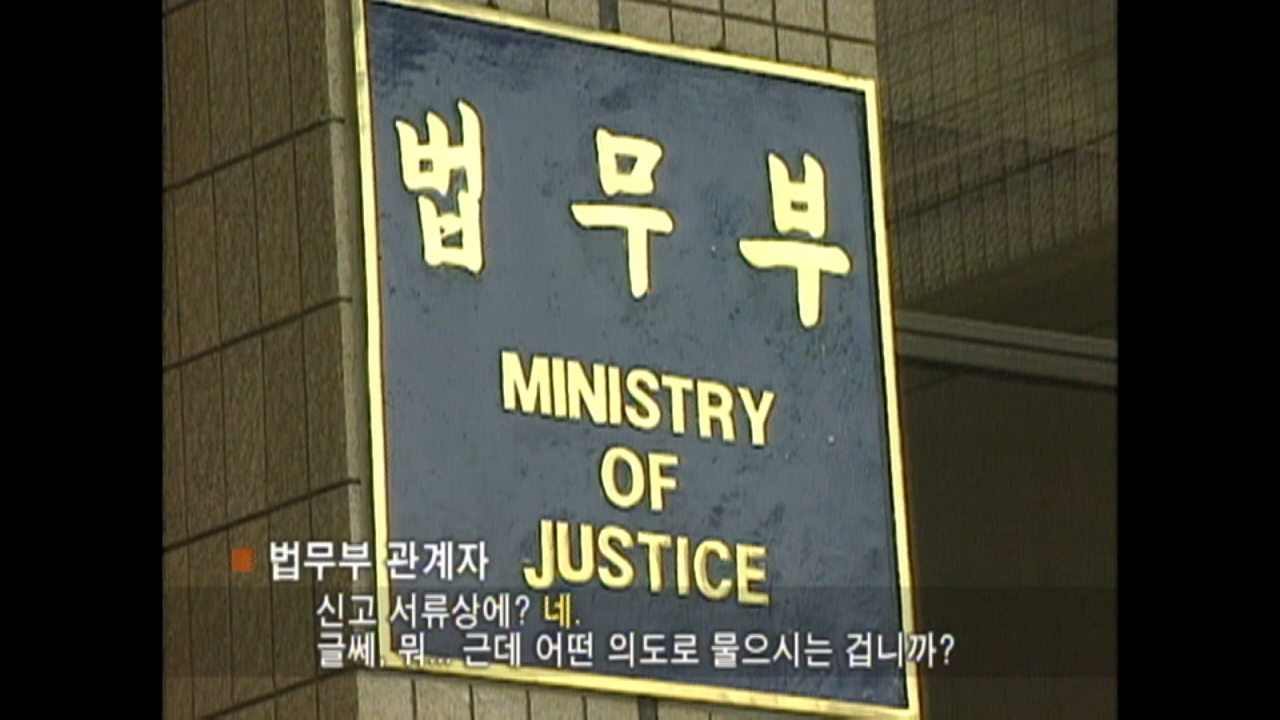 법무부
MINISTRY
OF
JUSTICE
법무부 관계자
신고 서류상에? 네.
글쎄, 뭐... 근데 어떤 의도로 물으시는 겁니까?